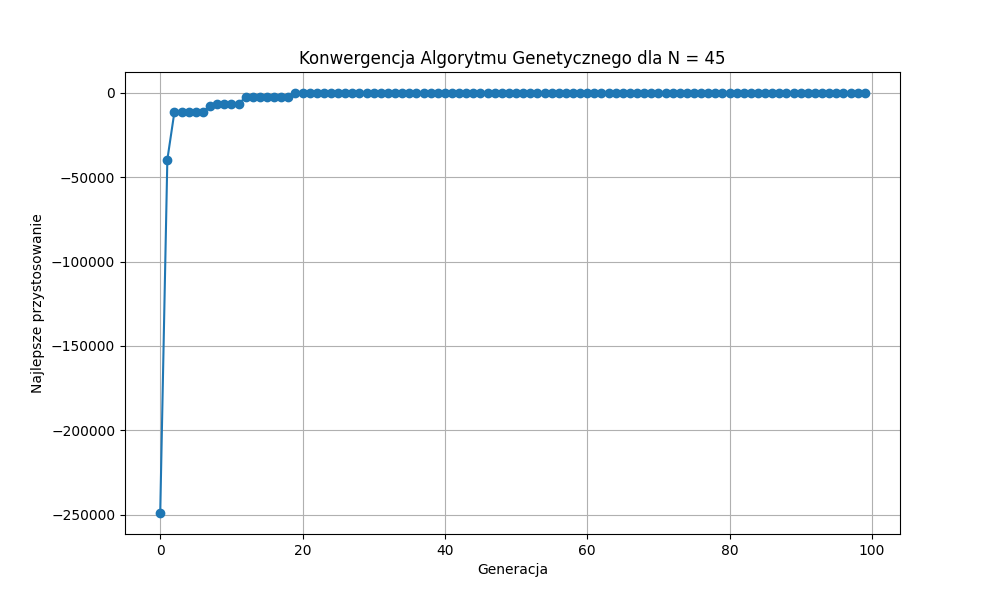 Konwergencja Algorytmu Genetycznego dla N = 45
Najlepsze przystosowanie
0
−50000
−100000
−150000
−200000
−250000
0 20 40 60 80 100
Generacja